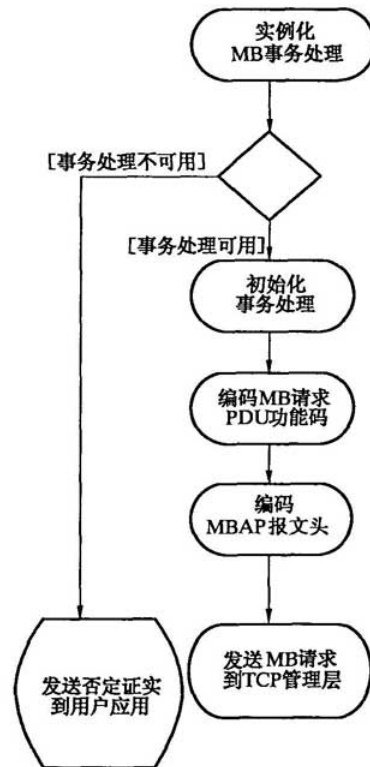 实例化
MB事务处理
[事务处理不可用]
[事务处理可用]
初始化
事务处理
编码MB请求
PDU功能码
编码
MBAP报文头
发送否定证实
到用户应用
发送MB请求
到TCP管理层